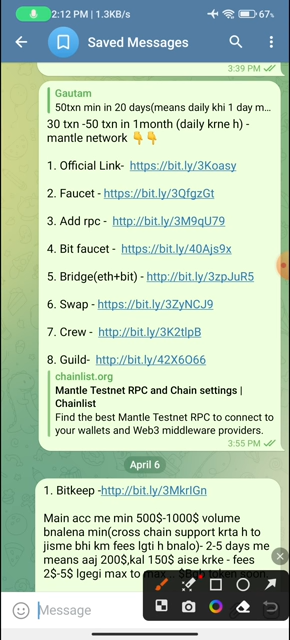 2:12 PM | 1.3KB/s
67%
Saved Messages
3:39 PM
Gautam
50txn min in 20 days(means daily khi 1 day m...
30 txn -50 txn in 1month (daily krne h) -
mantle network 👇👇
1. Official Link- https://bit.ly/3Koasy
2. Faucet - https://bit.ly/3QfgzGt
3. Add rpc - http://bit.ly/3M9qU79
4. Bit faucet - https://bit.ly/40Ajs9x
5. Bridge(eth+bit) - http://bit.ly/3zpJuR5
6. Swap - https://bit.ly/3ZyNCJ9
7. Crew - http://bit.ly/3K2tlpB
8. Guild- http://bit.ly/42X6O66
chainlist.org
Mantle Testnet RPC and Chain settings |
Chainlist
Find the best Mantle Testnet RPC to connect to
your wallets and Web3 middleware providers.
3:55 PM
April 6
1. Bitkeep -http://bit.ly/3MkrIGn
Main acc me min 500$-1000$ volume
bnalena min(cross chain support krta h to
jisme bhi km fees lgti h bnalo)- 2-5 days me
means aaj 200$,kal 150$ aise krke - fees
2$-5$ lgegi max to max... $Bgb token soon
Message